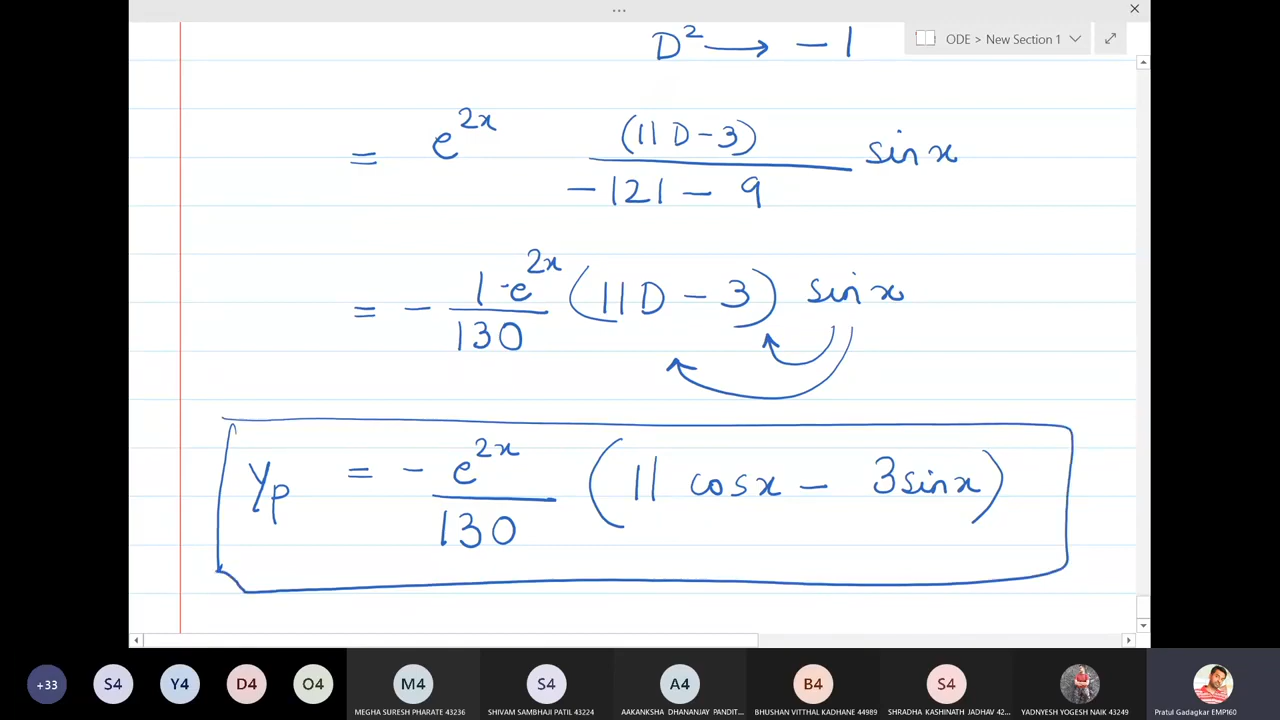 D² → -1
ODE > New Section 1
= e^{2x} (11D-3) / (-121 - 9) sin x
= - 1·e^{2x} / 130 (11D - 3) sin x
y_p = - e^{2x} / 130 (11 cosx - 3sinx)
+33 S4 Y4 D4 O4 M4 S4 A4 B4 S4
MEGHA SURESH PHARATE 43236 SHIVAM SAMBHAJI PATIL 43224 AAKANKSHA DHANANJAY PANDIT... BHUSHAN VITTHAL KADHANE 44989 SHRADHA KASHINATH JADHAV 42... YADNYESH YOGESH NAIK 43249 Pratul Gadagkar EMP160